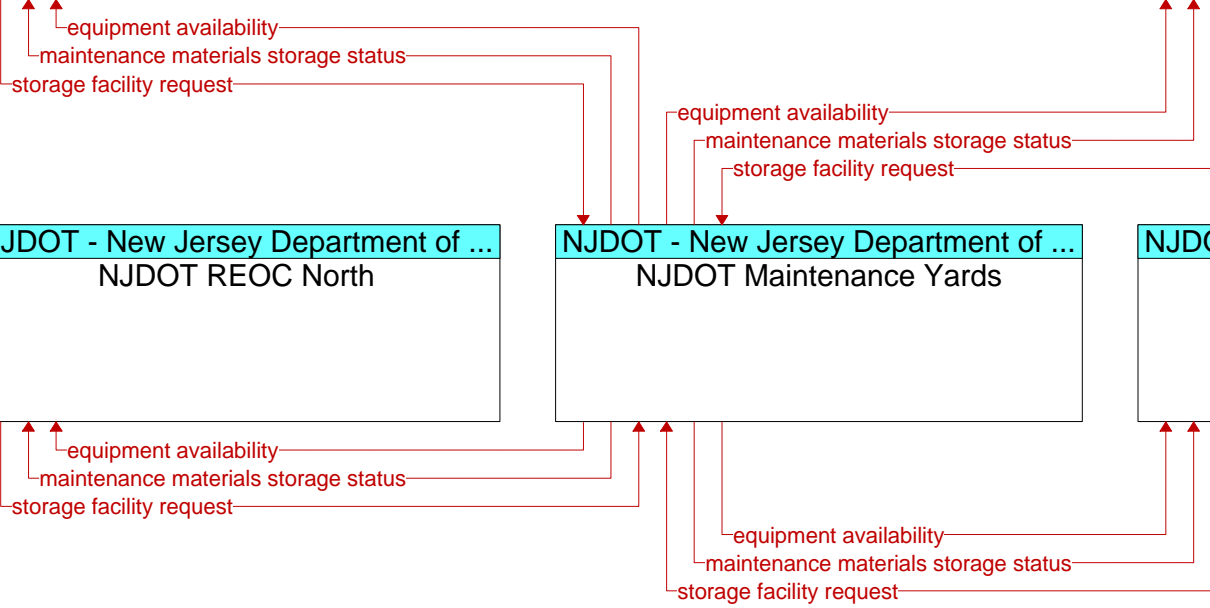 equipment availability
maintenance materials storage status
storage facility request
equipment availability
maintenance materials storage status
storage facility request
JDOT - New Jersey Department of ...
NJDOT REOC North
NJDOT - New Jersey Department of ...
NJDOT Maintenance Yards
NJDO
equipment availability
maintenance materials storage status
storage facility request
equipment availability
maintenance materials storage status
storage facility request